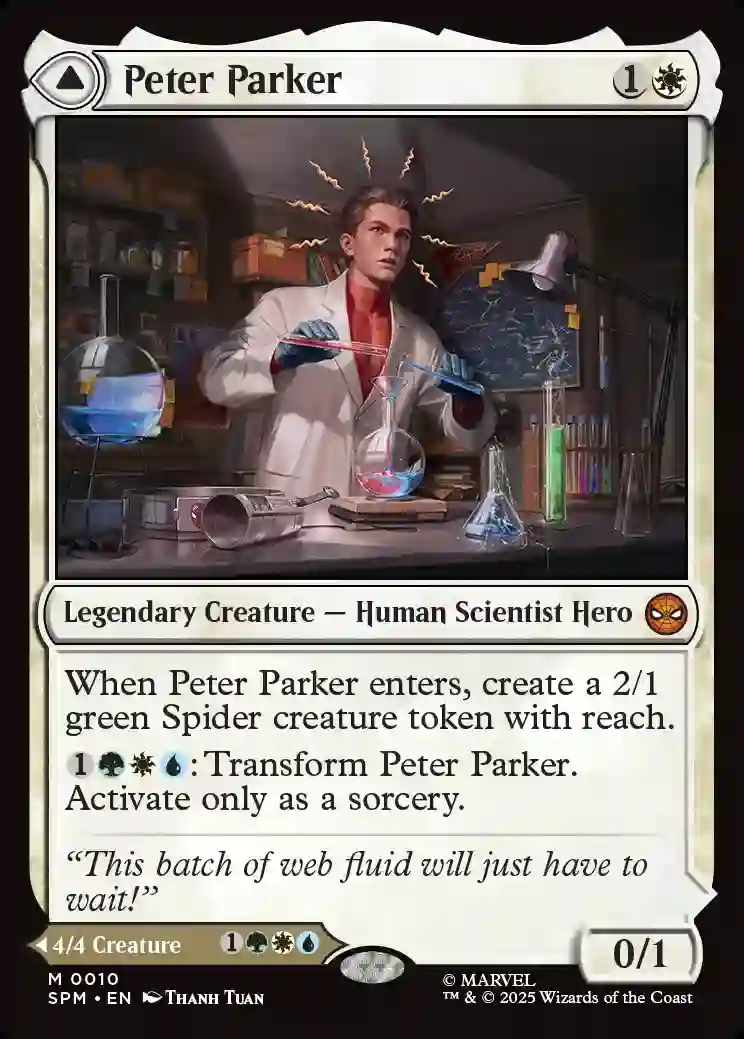 Peter Parker 1
Legendary Creature — Human Scientist Hero
When Peter Parker enters, create a 2/1
green Spider creature token with reach.
1 : Transform Peter Parker.
Activate only as a sorcery.
“This batch of web fluid will just have to
wait!”
4/4 Creature 1
0/1
M 0010
SPM • EN Thanh Tuan
© MARVEL
™ & © 2025 Wizards of the Coast